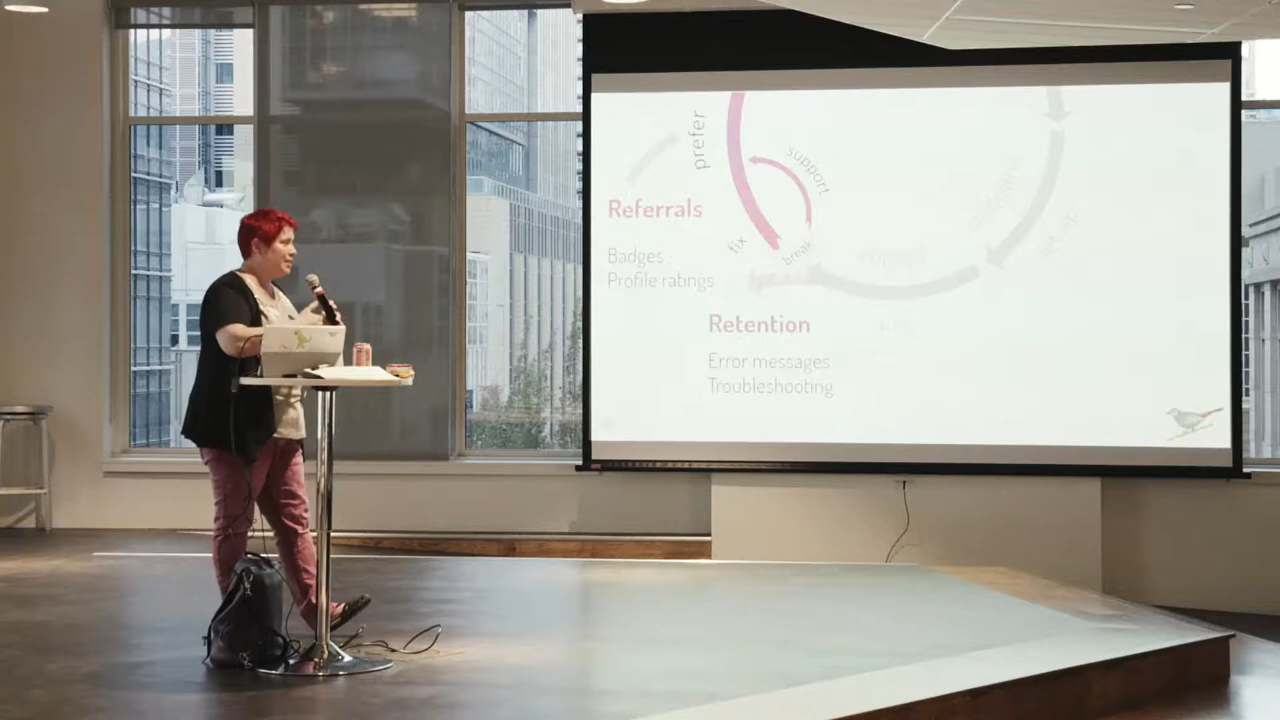 prefer
support
Referrals
fix
break
Badges
Profile ratings
Retention
Error messages
Troubleshooting